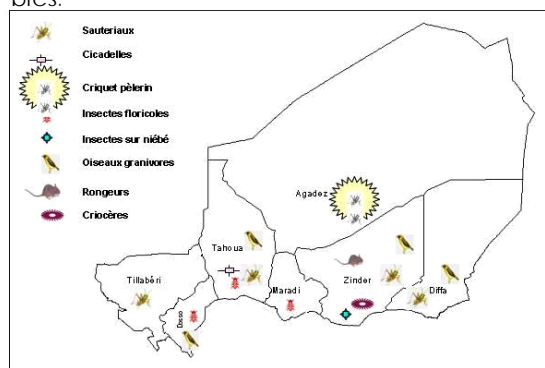 bles.
Sauteriaux
Cicadelles
Criquet pèlerin
Insectes floricoles
Insectes sur niébé
Oiseaux granivores
Rongeurs
Criocères
Agadez
Tahoua
Tillabéri
Maradi
Zinder
Diffa
Dosso